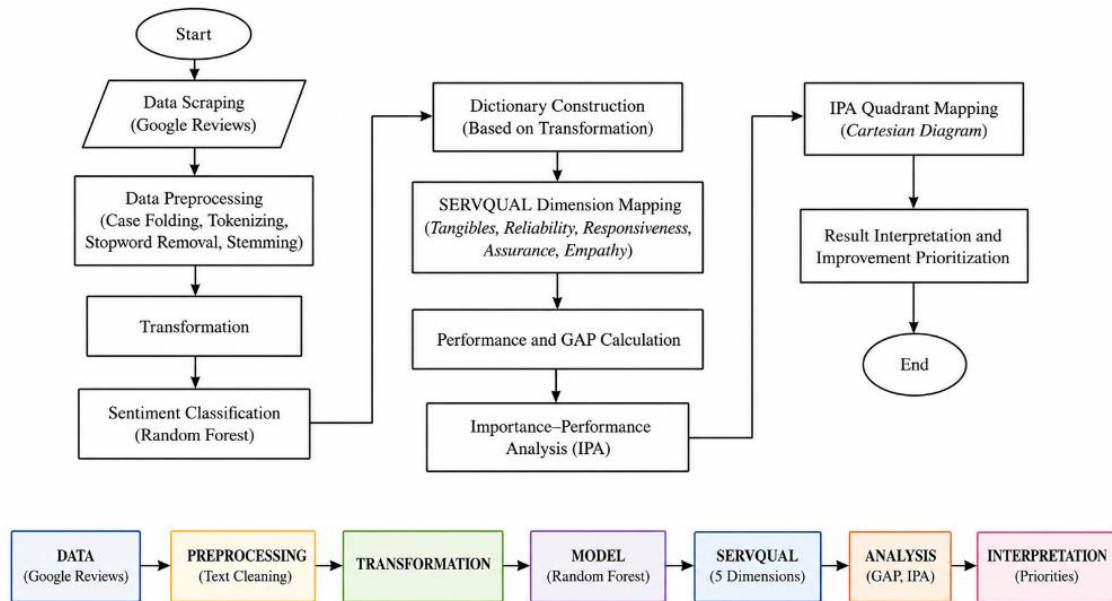 Start
Data Scraping
(Google Reviews)
Data Preprocessing
(Case Folding, Tokenizing,
Stopword Removal, Stemming)
Transformation
Sentiment Classification
(Random Forest)
Dictionary Construction
(Based on Transformation)
SERVQUAL Dimension Mapping
(Tangibles, Reliability, Responsiveness,
Assurance, Empathy)
Performance and GAP Calculation
Importance–Performance
Analysis (IPA)
IPA Quadrant Mapping
(Cartesian Diagram)
Result Interpretation and
Improvement Prioritization
End
DATA
(Google Reviews)
PREPROCESSING
(Text Cleaning)
TRANSFORMATION
MODEL
(Random Forest)
SERVQUAL
(5 Dimensions)
ANALYSIS
(GAP, IPA)
INTERPRETATION
(Priorities)